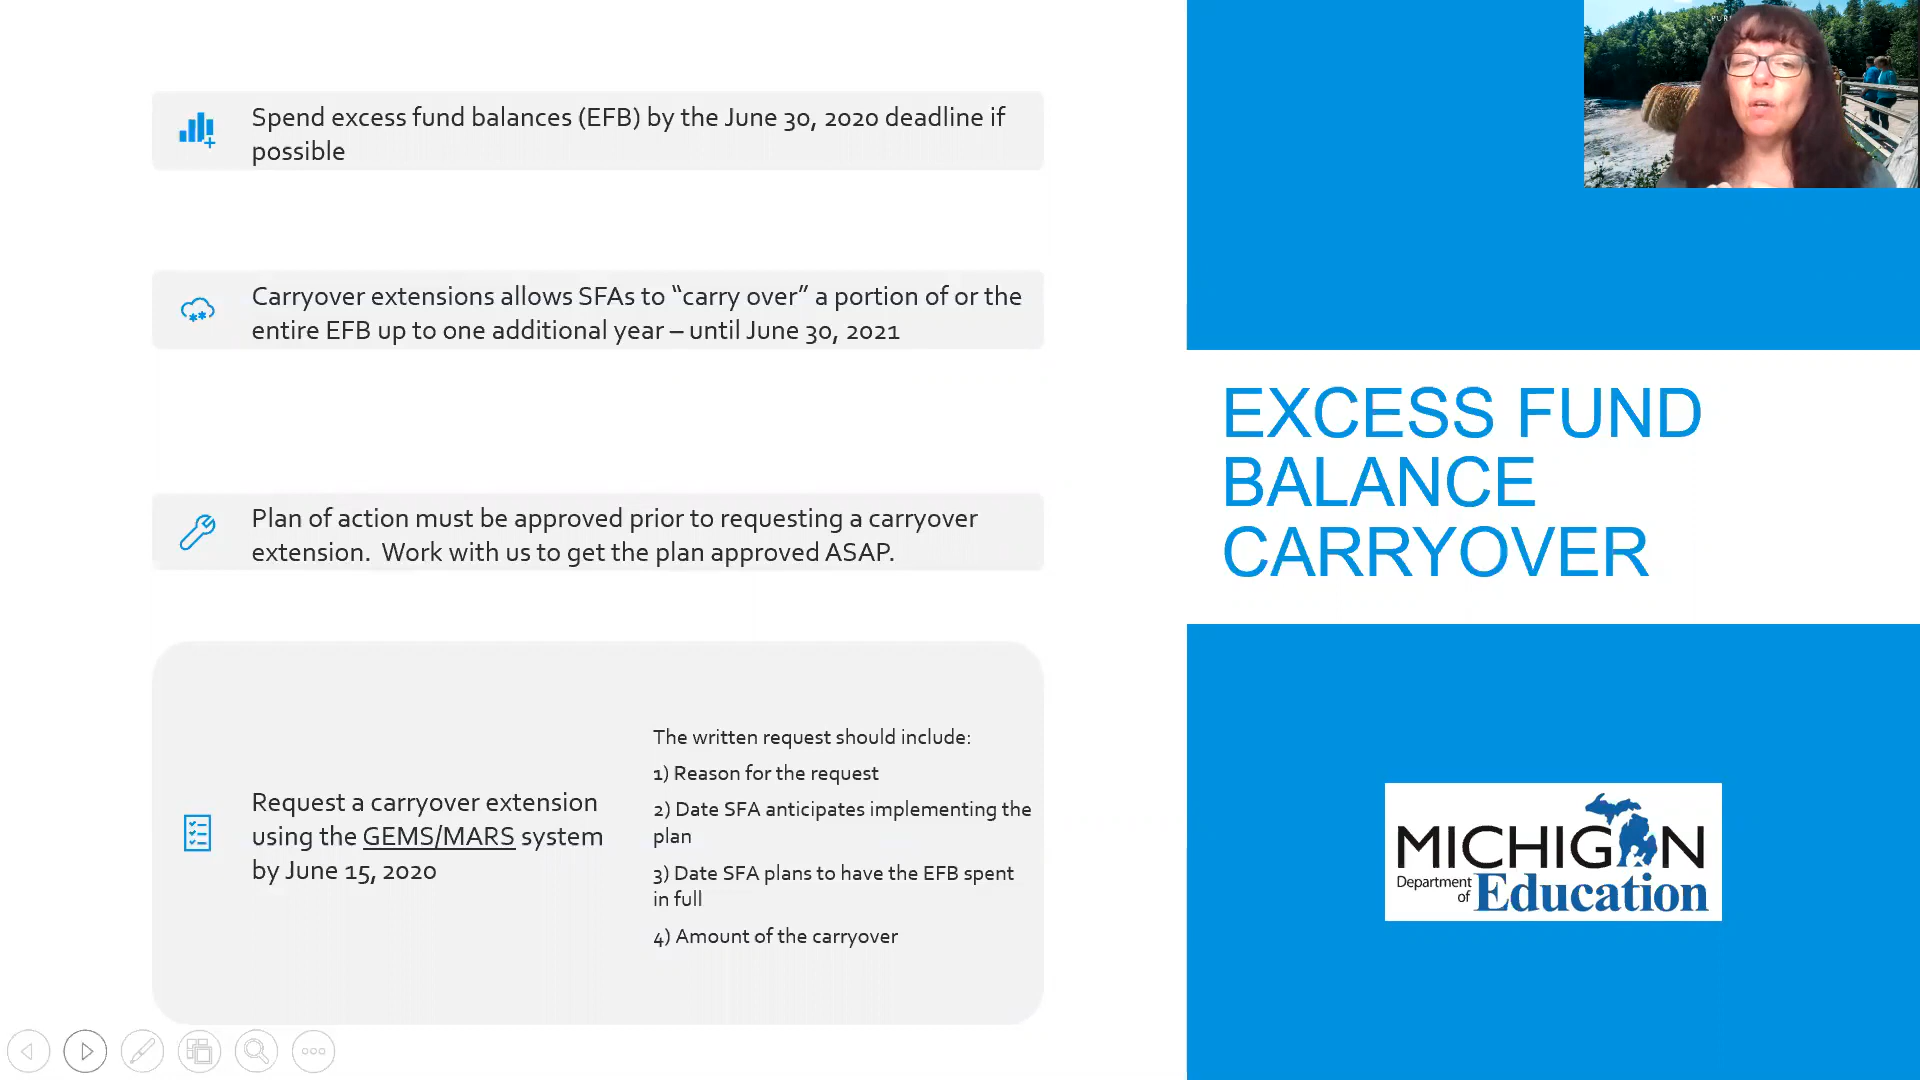 Spend excess fund balances (EFB) by the June 30, 2020 deadline if
possible
Carryover extensions allows SFAs to “carry over” a portion of or the
entire EFB up to one additional year – until June 30, 2021
Plan of action must be approved prior to requesting a carryover
extension.  Work with us to get the plan approved ASAP.
Request a carryover extension
using the GEMS/MARS system
by June 15, 2020
The written request should include:
1) Reason for the request
2) Date SFA anticipates implementing the
plan
3) Date SFA plans to have the EFB spent
in full
4) Amount of the carryover
EXCESS FUND
BALANCE
CARRYOVER
MICHIGAN
Department
of Education